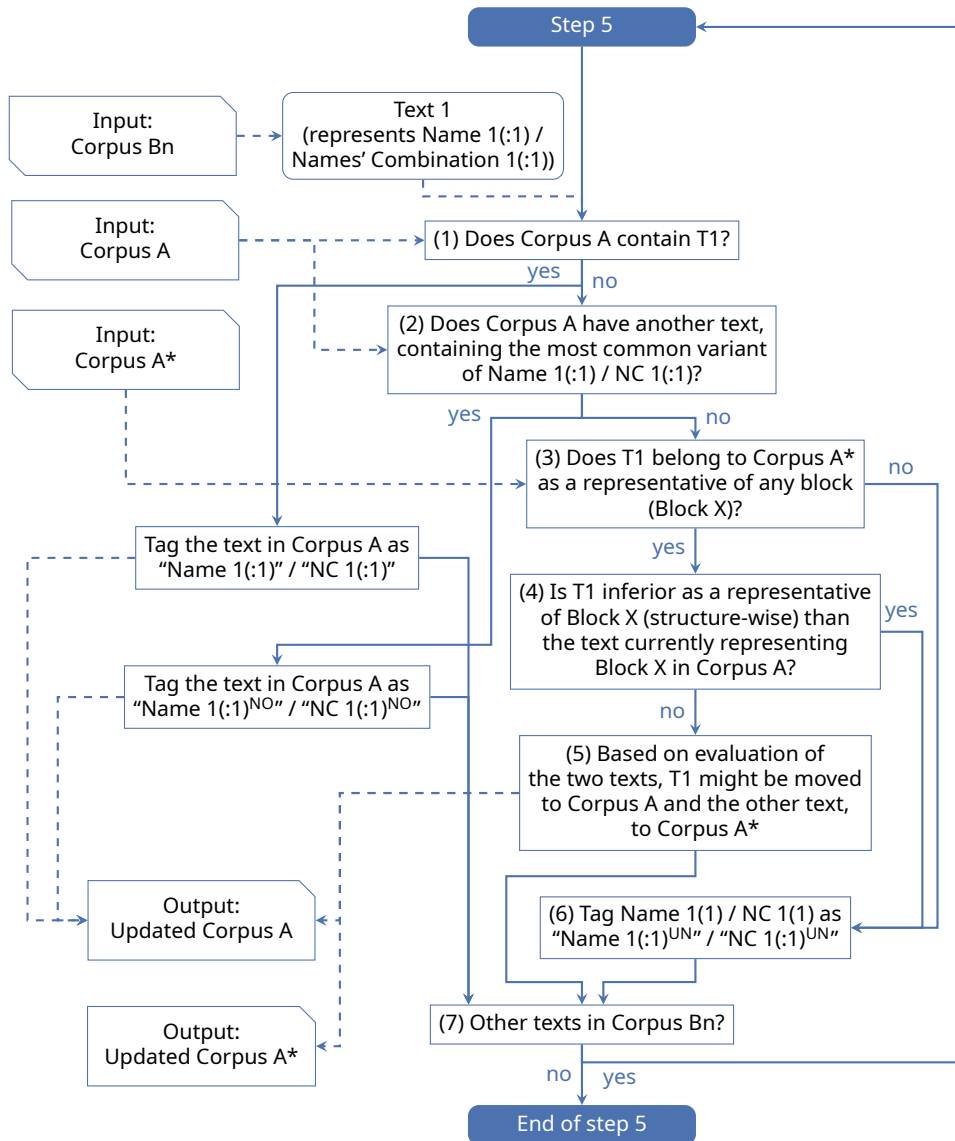 Step 5
Input:
Corpus Bn
Text 1
(represents Name 1(:1) /
Names’ Combination 1(:1))
Input:
Corpus A
(1) Does Corpus A contain T1?
yes
no
Input:
Corpus A*
(2) Does Corpus A have another text,
containing the most common variant
of Name 1(:1) / NC 1(:1)?
yes
no
(3) Does T1 belong to Corpus A*
as a representative of any block
(Block X)?
no
yes
Tag the text in Corpus A as
“Name 1(:1)” / “NC 1(:1)”
(4) Is T1 inferior as a representative
of Block X (structure-wise) than
the text currently representing
Block X in Corpus A?
yes
no
Tag the text in Corpus A as
“Name 1(:1)NO” / “NC 1(:1)NO”
(5) Based on evaluation of
the two texts, T1 might be moved
to Corpus A and the other text,
to Corpus A*
Output:
Updated Corpus A
(6) Tag Name 1(1) / NC 1(1) as
“Name 1(:1)UN” / “NC 1(:1)UN”
Output:
Updated Corpus A*
(7) Other texts in Corpus Bn?
no
yes
End of step 5